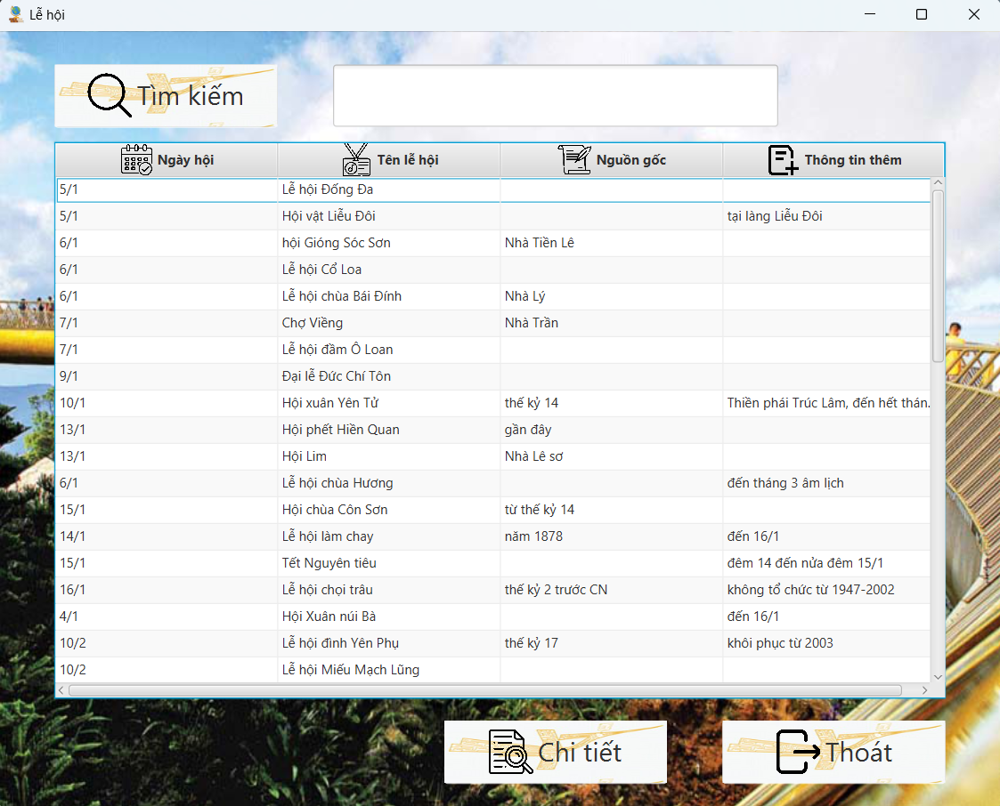 Lễ hội
Tìm kiếm
Ngày hội Tên lễ hội Nguồn gốc Thông tin thêm
5/1 Lễ hội Đống Đa
5/1 Hội vật Liễu Đôi tại làng Liễu Đôi
6/1 hội Gióng Sóc Sơn Nhà Tiền Lê
6/1 Lễ hội Cổ Loa
6/1 Lễ hội chùa Bái Đính Nhà Lý
7/1 Chợ Viềng Nhà Trần
7/1 Lễ hội đầm Ô Loan
9/1 Đại lễ Đức Chí Tôn
10/1 Hội xuân Yên Tử thế kỷ 14 Thiền phái Trúc Lâm, đến hết thán.
13/1 Hội phết Hiền Quan gần đây
13/1 Hội Lim Nhà Lê sơ
6/1 Lễ hội chùa Hương đến tháng 3 âm lịch
15/1 Hội chùa Côn Sơn từ thế kỷ 14
14/1 Lễ hội làm chay năm 1878 đến 16/1
15/1 Tết Nguyên tiêu đêm 14 đến nửa đêm 15/1
16/1 Lễ hội chọi trâu thế kỷ 2 trước CN không tổ chức từ 1947-2002
4/1 Hội Xuân núi Bà đến 16/1
10/2 Lễ hội đình Yên Phụ thế kỷ 17 khôi phục từ 2003
10/2 Lễ hội Miếu Mạch Lũng
Chi tiết Thoát